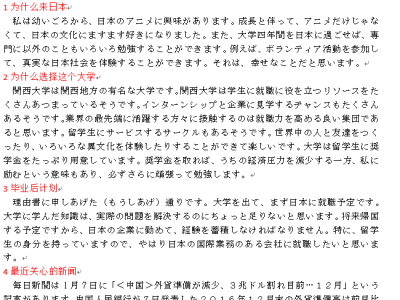 1 为什么来日本
私は幼いごろから、日本のアニメに興味があります。成長と伴って、アニメだけじゃな
くて、日本の文化にますます好きになりました。また、大学四年間を日本に過ごせば、専
門に以外のこともいろいろ勉強することができます。例えば、ボランティア活動を参加し
て、真実な日本社会を体験することができます。それは、幸せなことだと思います。
2 为什么选择这个大学
関西大学は関西地方の有名な大学です。関西大学は学生に就職に役を立つリソースをた
くさんあつまっているそうです。インターンシップと企業に見学するチャンスもたくさん
あるそうです。業界の最先端に活躍する方々に接触するのは就職力を高める良い集団であ
ると思います。留学生にサービスするサークルもあるそうです。世界中の人と友達をつく
ったり、いろいろな異文化を体験したりすることができて楽しいです。大学は留学生に奨
学金をたっぷり用意しています。奨学金を取れば、うちの経済圧力を減少する一方、私に
励むという意味もあり、必ずさらに頑張って勉強します。
3 毕业后计划
理由書に申しあげた（もうしあげ）通りです。大学を出て、まず日本に就職予定です。
大学に学んだ知識は、実際の問題を解決するのにちょっと足りないと思います。将来帰国
する予定ですから、日本の企業に勤めて、経験を蓄積しなければなりません。特に、留学
生の身分を持っていますので、やはり日本の国際業務のある会社に就職したいと思いま
す。
4 最近关心的新闻
毎日新聞は１月７日に「＜中国＞外貨準備が減少、３兆ドル割れ目前…１２月」という